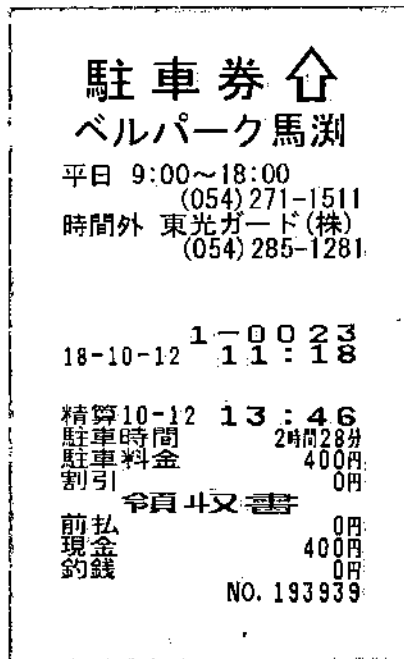 駐車券⇧
ベルパーク馬渕
平日 9:00～18:00
(054)271-1511
時間外 東光ガード(株)
(054)285-1281
1-0023
18-10-12 11:18
精算10-12 13:46
駐車時間 2時間28分
駐車料金 400円
割引 0円
領収書
前払 0円
現金 400円
釣銭 0円
NO.193939